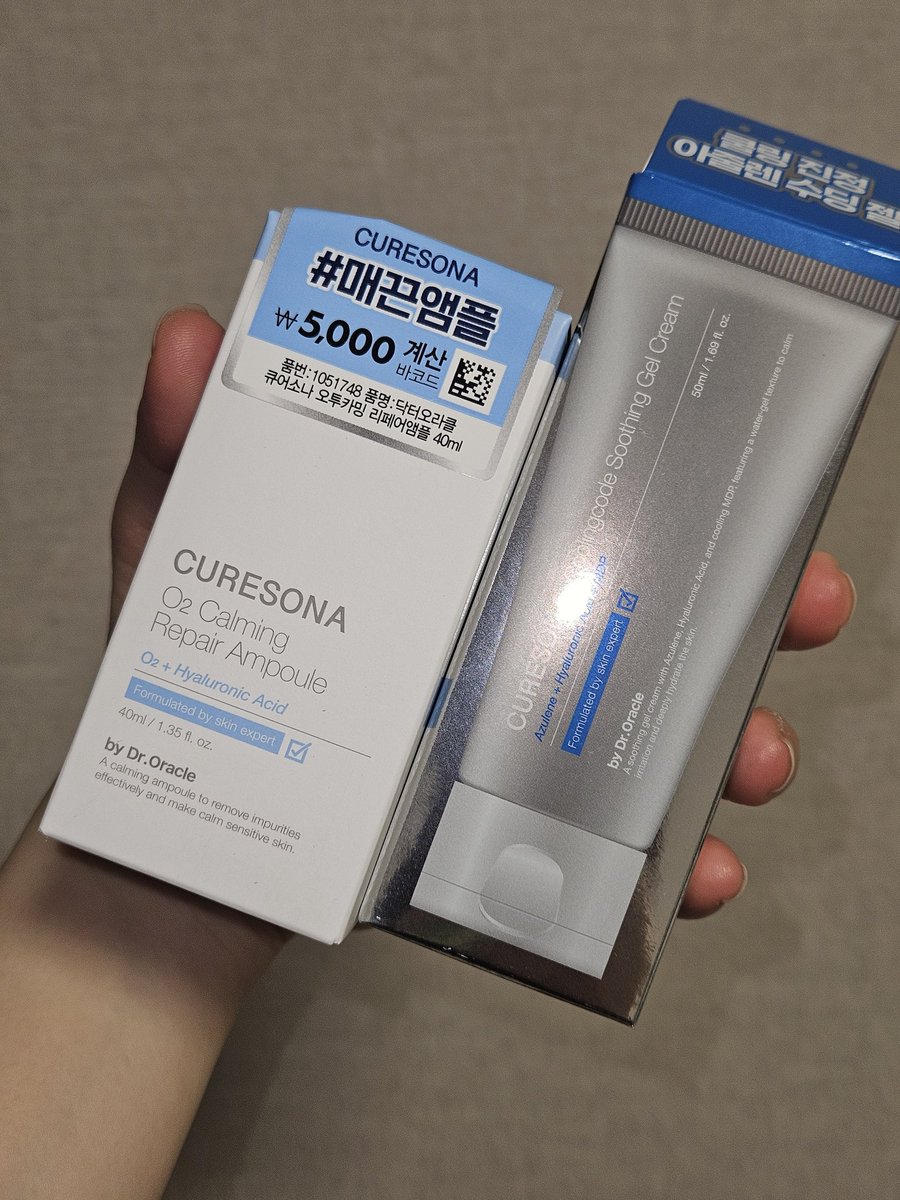 CURESONA
#매끈앰플
₩5,000 계산
바코드
품번:1051748 품명:닥터오라클
큐어소나 오투카밍 리페어앰플 40ml
CURESONA
O2 Calming
Repair Ampoule
O2 + Hyaluronic Acid
Formulated by skin expert
40ml / 1.35 fl. oz.
by Dr.Oracle
A calming ampoule to remove impurities
effectively and make calm sensitive skin.
쿨링 진정
아줄렌 수딩 젤
Soothing Gel Cream
Azulene + Hyaluronic
Formulated by skin expert
50ml / 1.69 fl. oz.
by Dr.Oracle
A soothing gel cream with Azulene, Hyaluronic Acid, and cooling MDP, featuring a water-gel texture to calm
irritation and deeply hydrate the skin.